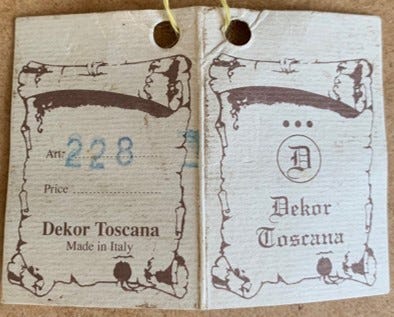 Art. 228
Price
Dekor Toscana
Made in Italy
D
Dekor
Toscana